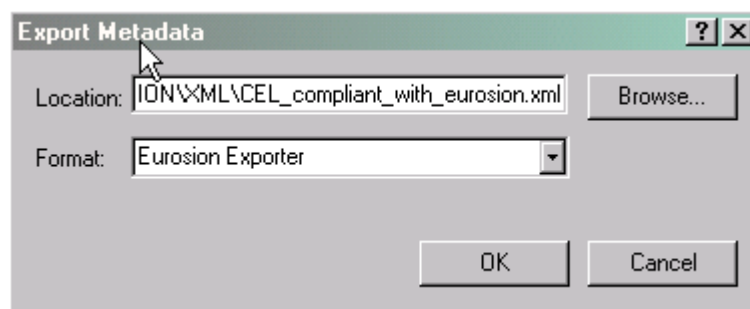 Export Metadata
Location: ION\XML\CEL_compliant_with_eurosion.xml Browse...
Format: Eurosion Exporter
OK Cancel